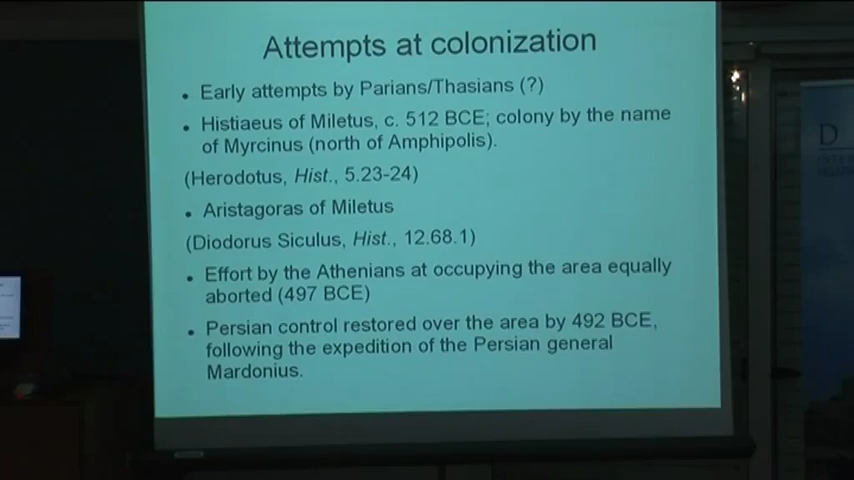 Attempts at colonization
• Early attempts by Parians/Thasians (?)
• Histiaeus of Miletus, c. 512 BCE; colony by the name
of Myrcinus (north of Amphipolis).
(Herodotus, Hist., 5.23-24)
• Aristagoras of Miletus
(Diodorus Siculus, Hist., 12.68.1)
• Effort by the Athenians at occupying the area equally
aborted (497 BCE)
• Persian control restored over the area by 492 BCE,
following the expedition of the Persian general
Mardonius.
D